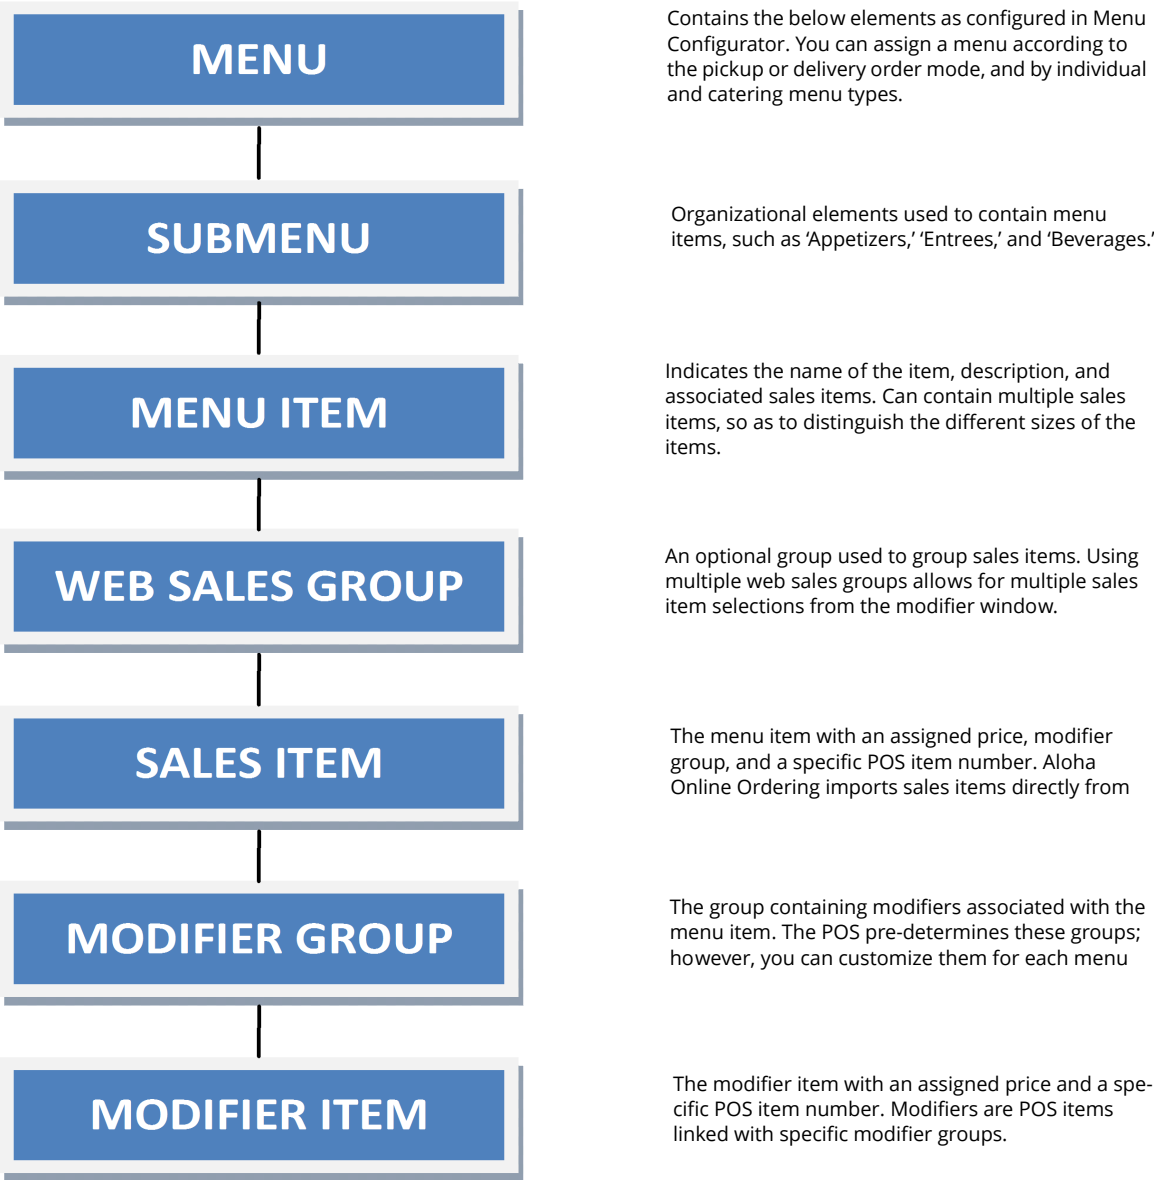 MENU
Contains the below elements as configured in Menu
Configurator. You can assign a menu according to
the pickup or delivery order mode, and by individual
and catering menu types.
SUBMENU
Organizational elements used to contain menu
items, such as ‘Appetizers,’ ‘Entrees,’ and ‘Beverages.’
MENU ITEM
Indicates the name of the item, description, and
associated sales items. Can contain multiple sales
items, so as to distinguish the different sizes of the
items.
WEB SALES GROUP
An optional group used to group sales items. Using
multiple web sales groups allows for multiple sales
item selections from the modifier window.
SALES ITEM
The menu item with an assigned price, modifier
group, and a specific POS item number. Aloha
Online Ordering imports sales items directly from
MODIFIER GROUP
The group containing modifiers associated with the
menu item. The POS pre-determines these groups;
however, you can customize them for each menu
MODIFIER ITEM
The modifier item with an assigned price and a spe-
cific POS item number. Modifiers are POS items
linked with specific modifier groups.